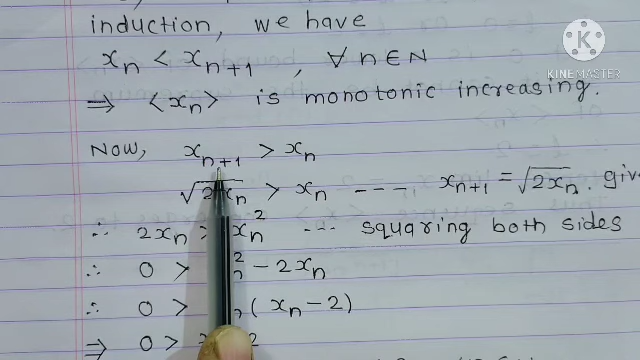 induction, we have
xₙ < xₙ₊₁ , ∀ n ∈ N
⇒ <xₙ> is monotonic increasing.
Now, xₙ₊₁ > xₙ
√2xₙ > xₙ --- xₙ₊₁ = √2xₙ.
∴ 2xₙ > xₙ² --- squaring both sides
∴ 0 > ₙ² - 2xₙ
∴ 0 > ₙ ( xₙ - 2)
⇒ 0 > 2
KINEMASTER